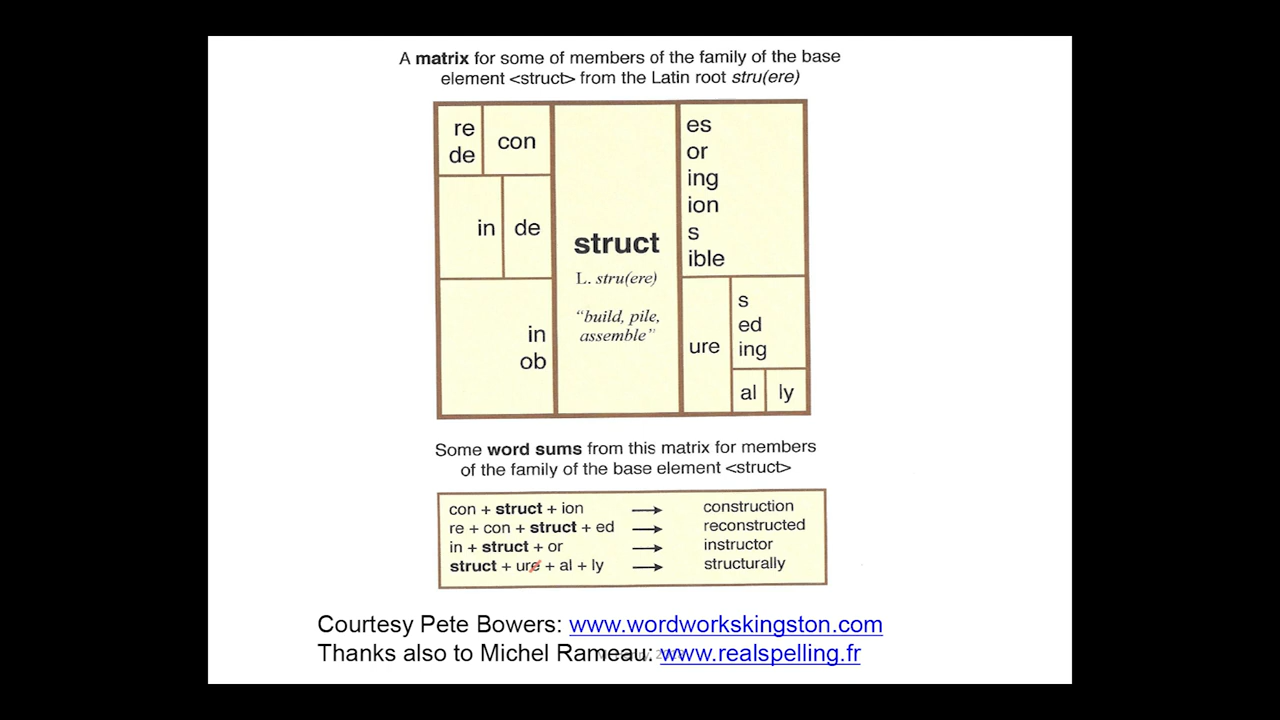 A matrix for some of members of the family of the base
element <struct> from the Latin root stru(ere)
re
de
con
in
de
in
ob
struct
L. stru(ere)
"build, pile,
assemble"
es
or
ing
ion
s
ible
ure
s
ed
ing
al
ly
Some word sums from this matrix for members
of the family of the base element <struct>
con + struct + ion → construction
re + con + struct + ed → reconstructed
in + struct + or → instructor
struct + ure + al + ly → structurally
Courtesy Pete Bowers: www.wordworkskingston.com
Thanks also to Michel Rameau: www.realspelling.fr